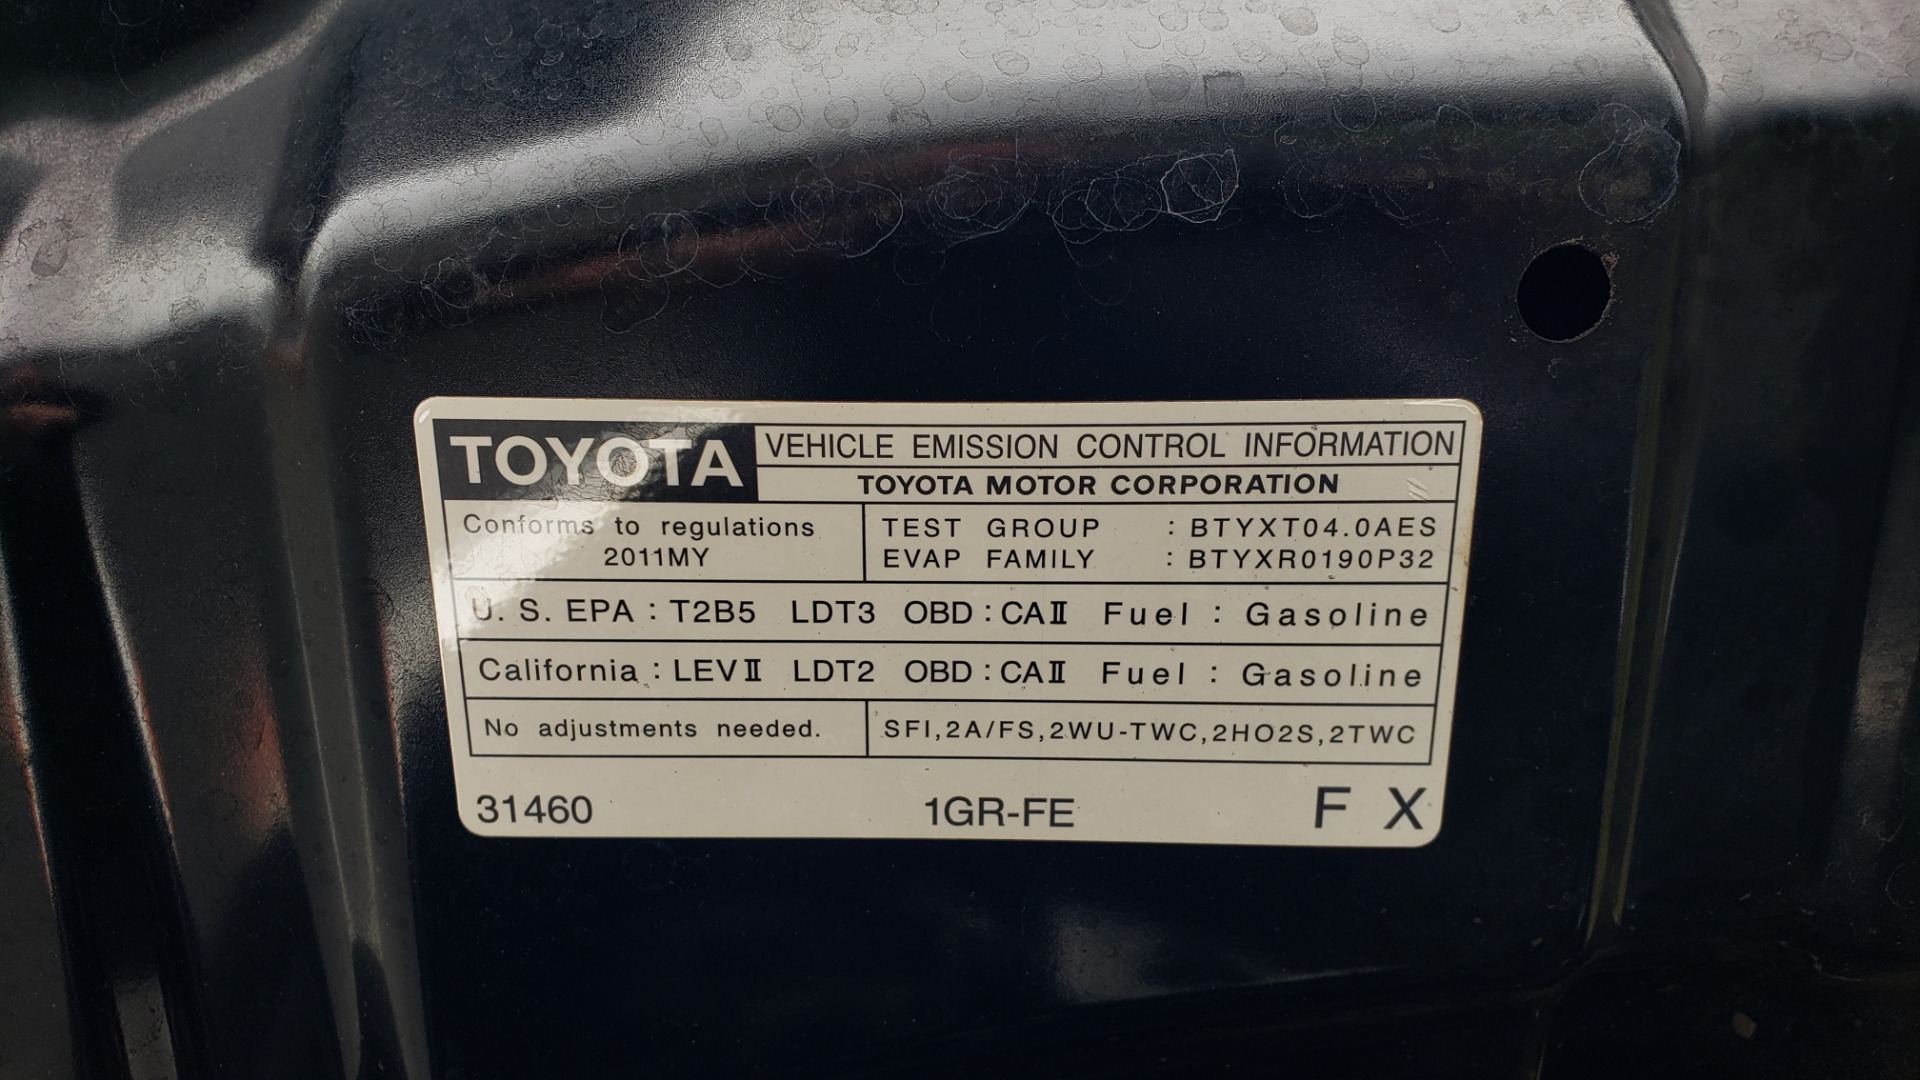 TOYOTA VEHICLE EMISSION CONTROL INFORMATION
TOYOTA MOTOR CORPORATION
Conforms to regulations
2011MY
TEST GROUP : BTYXT04.0AES
EVAP FAMILY : BTYXR0190P32
U. S. EPA : T2B5 LDT3 OBD : CAⅡ Fuel : Gasoline
California : LEVⅡ LDT2 OBD : CAⅡ Fuel : Gasoline
No adjustments needed. SFI,2A/FS,2WU-TWC,2HO2S,2TWC
31460 1GR-FE F X